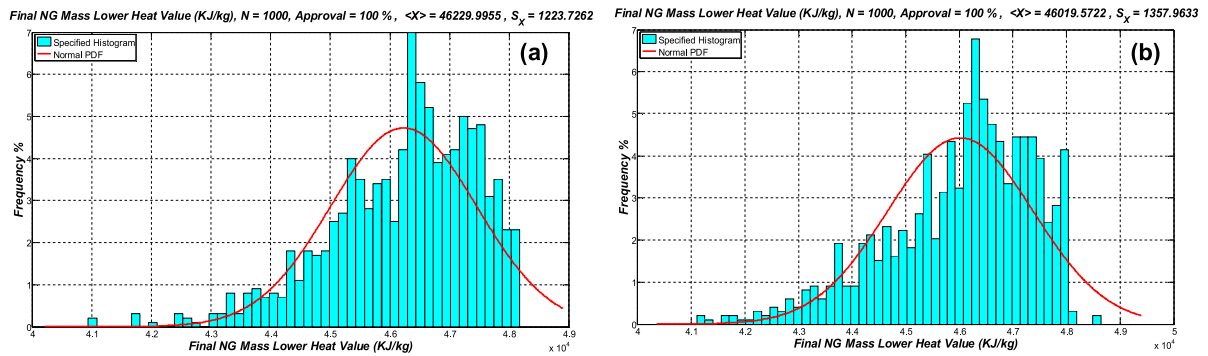 Final NG Mass Lower Heat Value (KJ/kg), N = 1000, Approval = 100 % , <X> = 46229.9955 , S_X = 1223.7262
Specified Histogram
Normal PDF
(a)
Frequency %
7
6
5
4
3
2
1
0
4 4.1 4.2 4.3 4.4 4.5 4.6 4.7 4.8 4.9
x 10^4
Final NG Mass Lower Heat Value (KJ/kg)
Final NG Mass Lower Heat Value (KJ/kg), N = 1000, Approval = 100 % , <X> = 46019.5722 , S_X = 1357.9633
Specified Histogram
Normal PDF
(b)
Frequency %
7
6
5
4
3
2
1
0
4 4.1 4.2 4.3 4.4 4.5 4.6 4.7 4.8 4.9 5
x 10^4
Final NG Mass Lower Heat Value (KJ/kg)